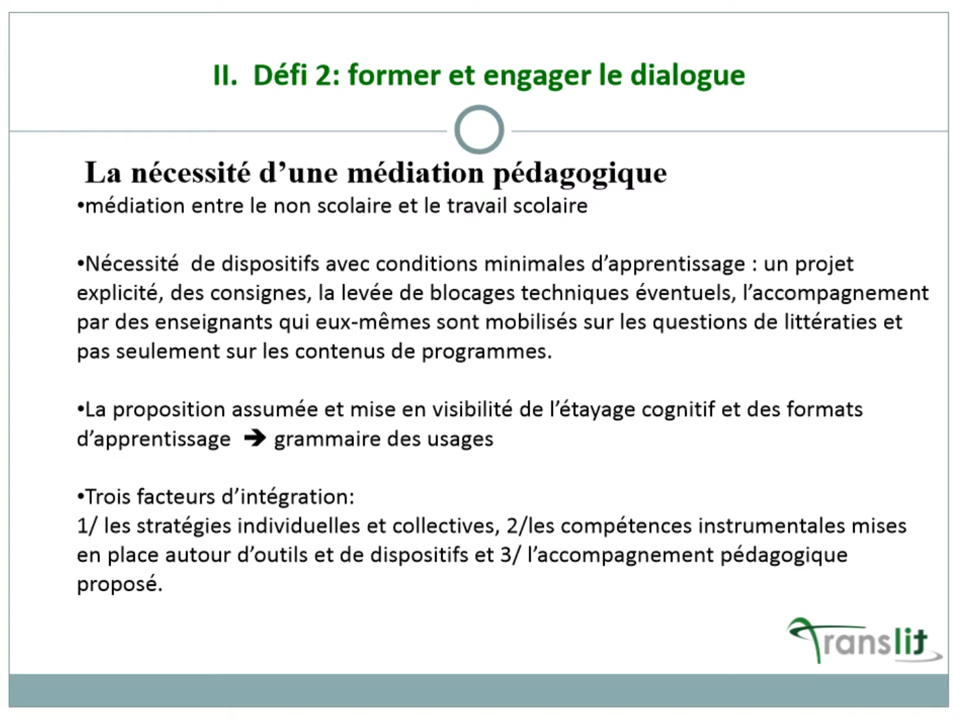 II. Défi 2: former et engager le dialogue
La nécessité d’une médiation pédagogique
•médiation entre le non scolaire et le travail scolaire
•Nécessité de dispositifs avec conditions minimales d’apprentissage : un projet
explicité, des consignes, la levée de blocages techniques éventuels, l’accompagnement
par des enseignants qui eux-mêmes sont mobilisés sur les questions de littératies et
pas seulement sur les contenus de programmes.
•La proposition assumée et mise en visibilité de l’étayage cognitif et des formats
d’apprentissage ➔ grammaire des usages
•Trois facteurs d’intégration:
1/ les stratégies individuelles et collectives, 2/les compétences instrumentales mises
en place autour d’outils et de dispositifs et 3/ l’accompagnement pédagogique
proposé.
Translit